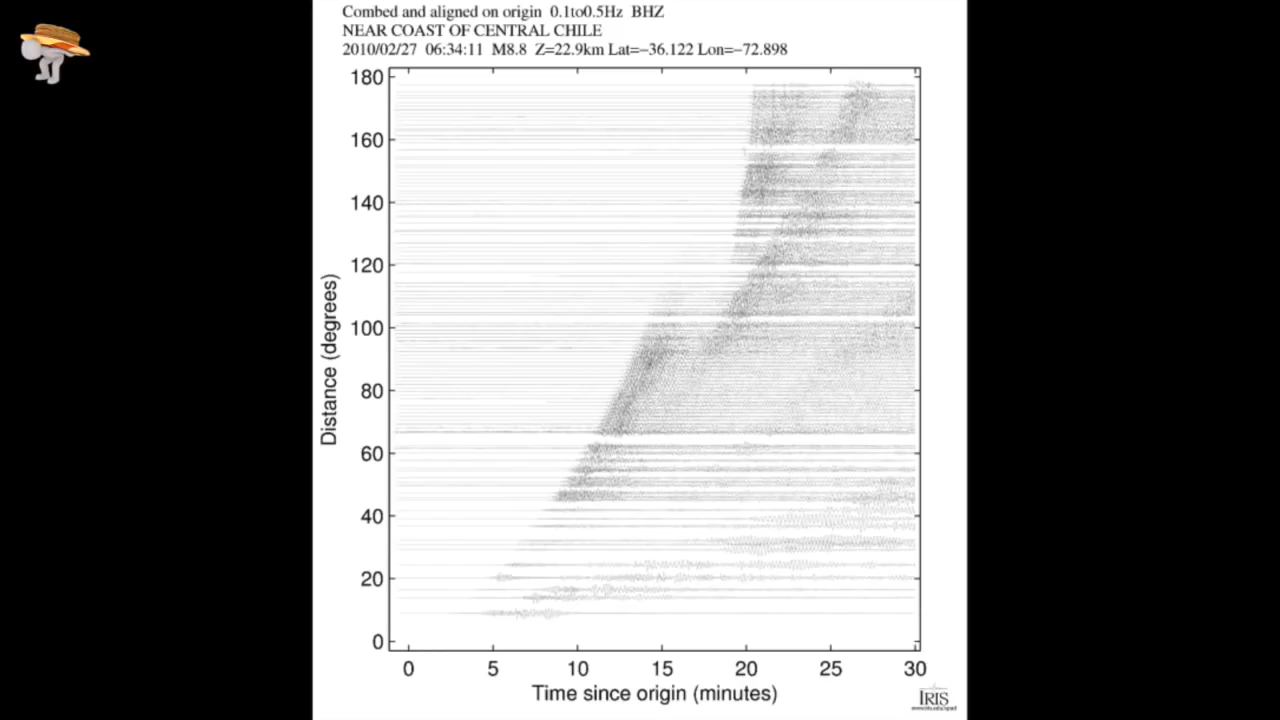 Combed and aligned on origin 0.1to0.5Hz BHZ
NEAR COAST OF CENTRAL CHILE
2010/02/27 06:34:11 M8.8 Z=22.9km Lat=−36.122 Lon=−72.898
180
160
140
120
100
80
60
40
20
0
Distance (degrees)
0 5 10 15 20 25 30
Time since origin (minutes)
IRIS